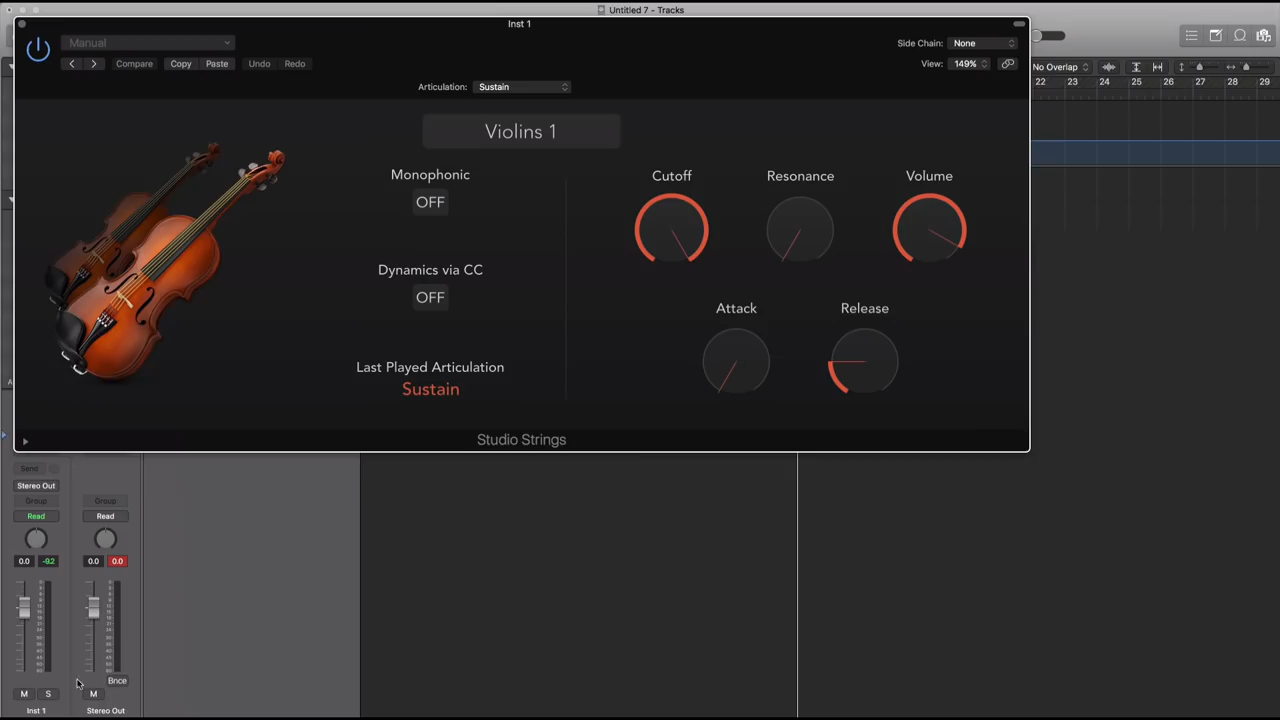 Untitled 7 - Tracks
Inst 1
Manual
Side Chain: None
Compare Copy Paste Undo Redo
View: 149%
No Overlap
Articulation: Sustain
22 23 24 25 26 27 28 29
Violins 1
Monophonic
OFF
Cutoff Resonance Volume
Dynamics via CC
OFF
Attack Release
Last Played Articulation
Sustain
Studio Strings
Send
Stereo Out
Group Group
Read Read
0.0 -9.2 0.0 0.0
Bnce
M S M
Inst 1 Stereo Out